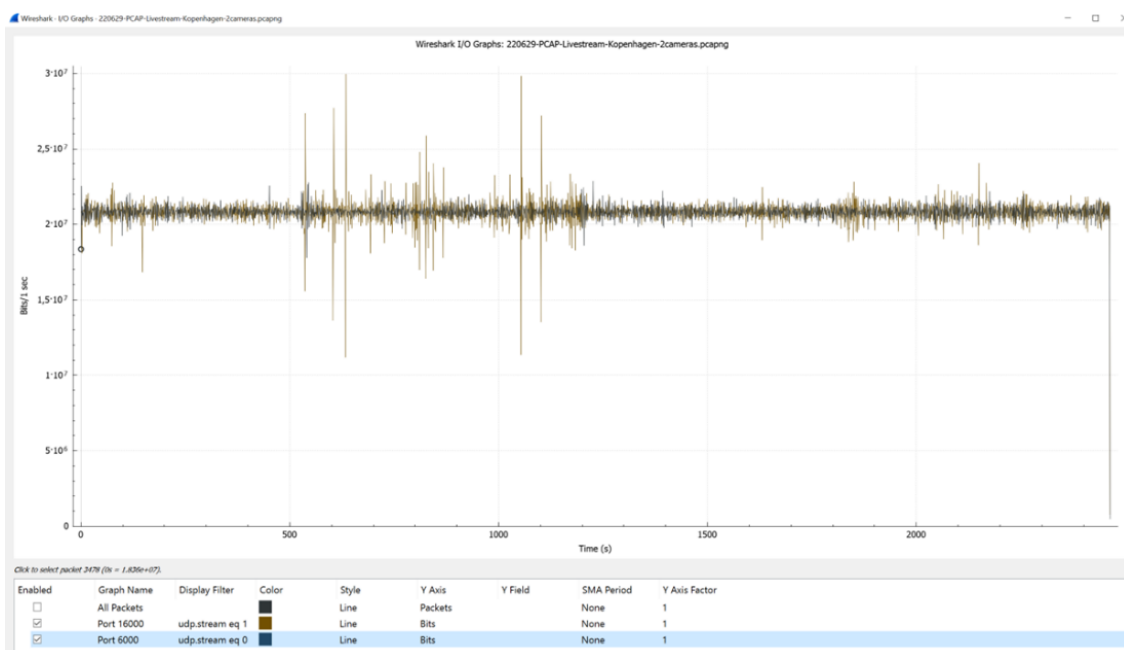 Wireshark · I/O Graphs · 220629-PCAP-Livestream-Kopenhagen-2cameras.pcapng
Wireshark I/O Graphs: 220629-PCAP-Livestream-Kopenhagen-2cameras.pcapng
3·10⁷
2,5·10⁷
2·10⁷
1,5·10⁷
1·10⁷
5·10⁶
0
Bits/1 sec
0 500 1000 1500 2000
Time (s)
Click to select packet 3478 (0s = 1.838e+07).
Enabled Graph Name Display Filter Color Style Y Axis Y Field SMA Period Y Axis Factor
All Packets Line Packets None 1
Port 16000 udp.stream eq 1 Line Bits None 1
Port 6000 udp.stream eq 0 Line Bits None 1